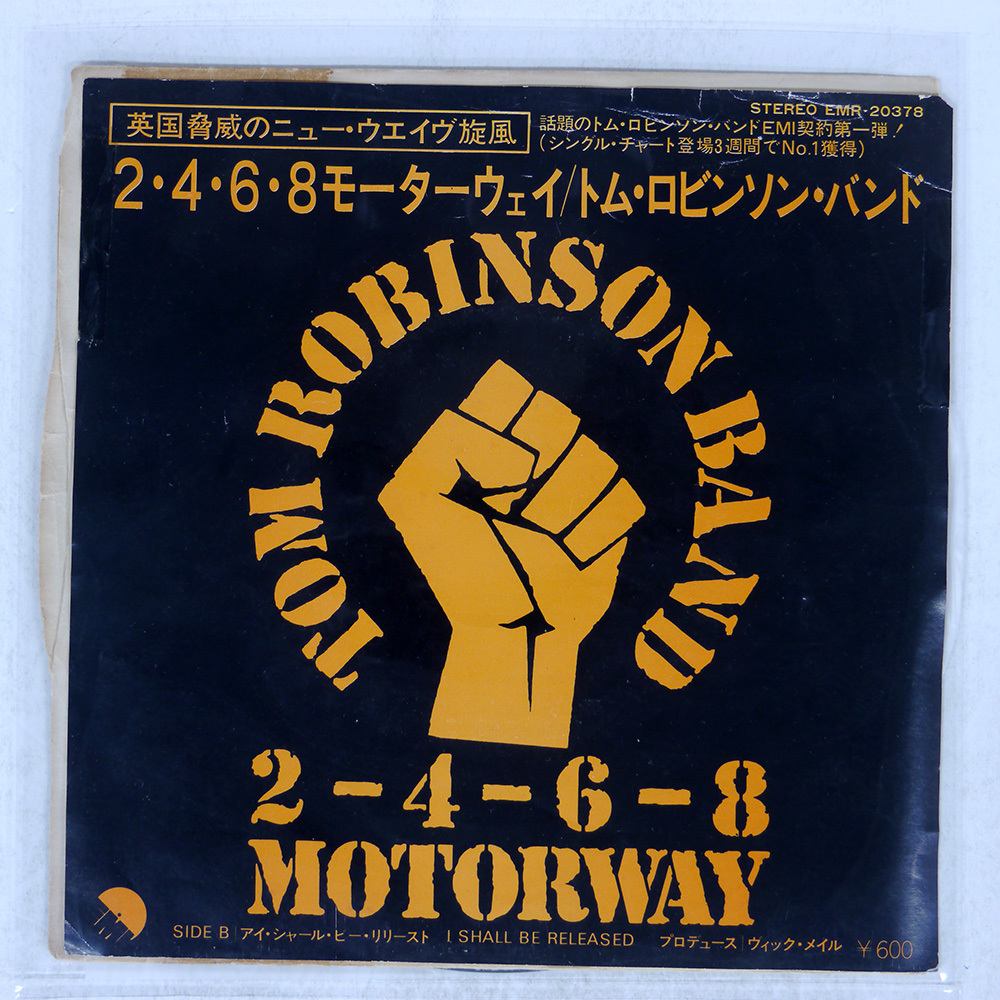 STEREO EMR-20378
英国脅威のニュー・ウエイヴ旋風
話題のトム・ロビンソン・バンドEMI契約第一弾！
(シングル・チャート登場3週間でNo.1獲得)
2・4・6・8モーターウェイ/トム・ロビンソン・バンド
TOM ROBINSON BAND
2-4-6-8
MOTORWAY
SIDE B | アイ・シャール・ビー・リリースト I SHALL BE RELEASED プロデュース | ヴィック・メイル ¥600